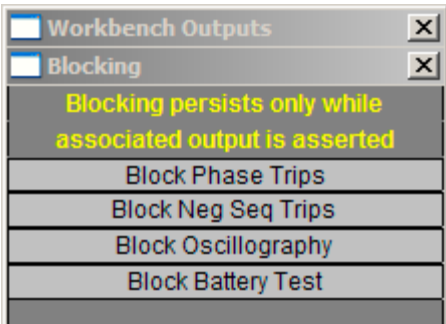 Workbench Outputs
Blocking
Blocking persists only while
associated output is asserted
Block Phase Trips
Block Neg Seq Trips
Block Oscillography
Block Battery Test